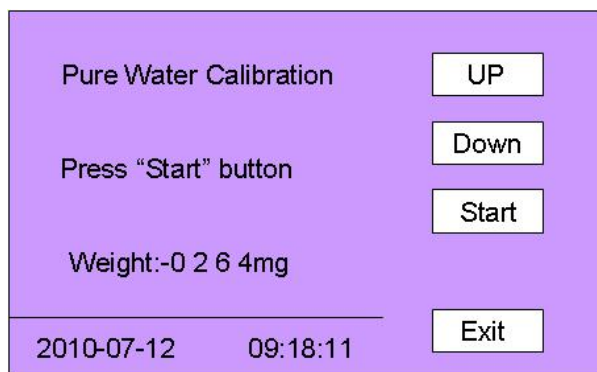 Pure Water Calibration
UP
Down
Press “Start” button
Start
Weight:-0 2 6 4mg
Exit
2010-07-12 09:18:11